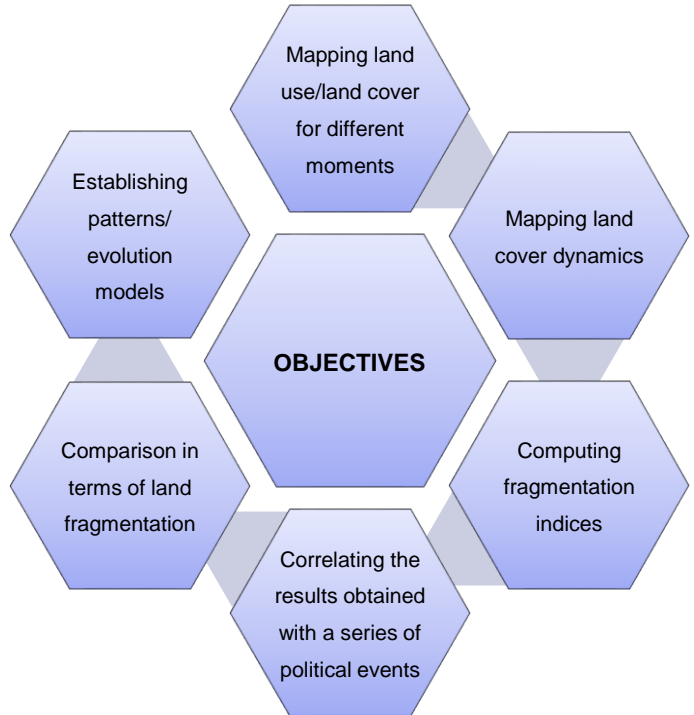 Mapping land
use/land cover
for different
moments
Mapping land
cover dynamics
Computing
fragmentation
indices
Correlating the
results obtained
with a series of
political events
Comparison in
terms of land
fragmentation
Establishing
patterns/
evolution
models
OBJECTIVES